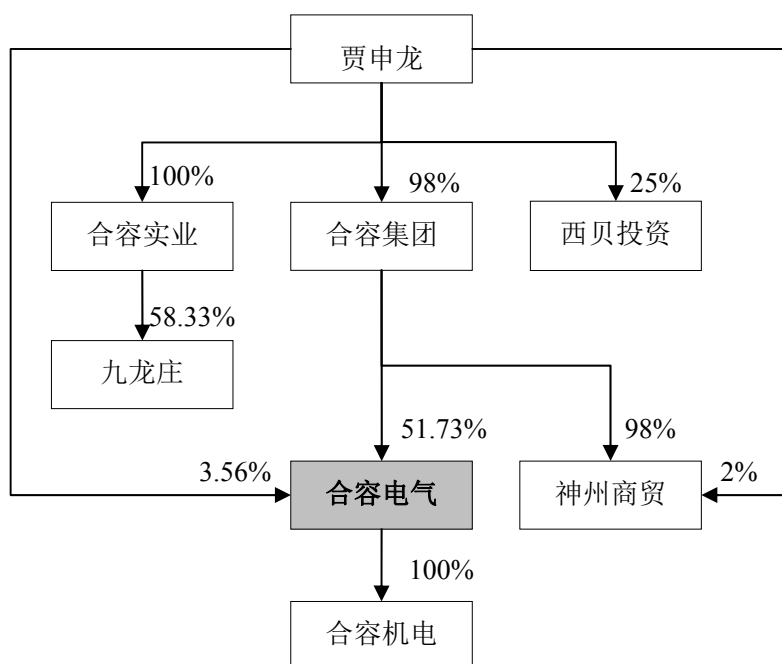 贾申龙
100%
98%
25%
合容实业
合容集团
西贝投资
58.33%
九龙庄
51.73%
98%
3.56%
合容电气
神州商贸
2%
100%
合容机电